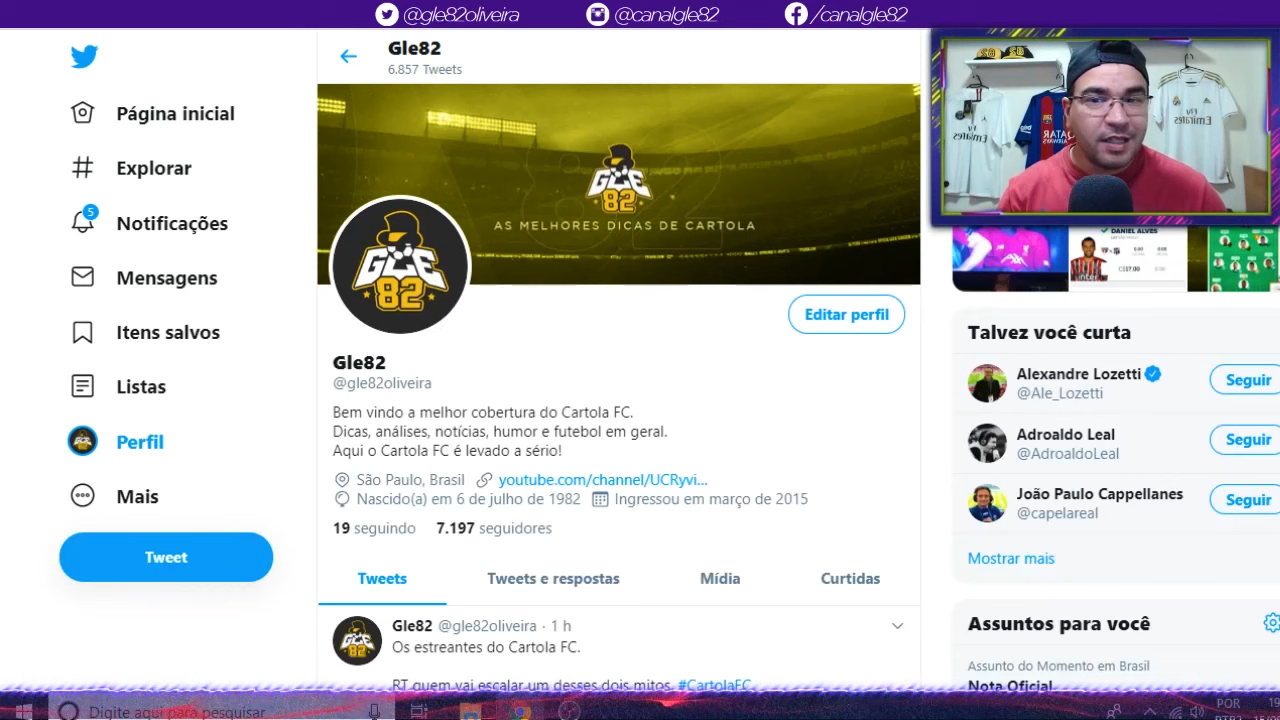 @gle82oliveira
@canalgle82
/canalgle82
Gle82
6.857 Tweets
Página inicial
Explorar
5
Notificações
Mensagens
Itens salvos
Listas
Perfil
Mais
Tweet
GLE
82
AS MELHORES DICAS DE CARTOLA
GLE
82
Editar perfil
Gle82
@gle82oliveira
Bem vindo a melhor cobertura do Cartola FC.
Dicas, análises, notícias, humor e futebol em geral.
Aqui o Cartola FC é levado a sério!
São Paulo, Brasil
youtube.com/channel/UCRyvi...
Nascido(a) em 6 de julho de 1982
Ingressou em março de 2015
19 seguindo
7.197 seguidores
Tweets
Tweets e respostas
Mídia
Curtidas
Gle82 @gle82oliveira · 1 h
Os estreantes do Cartola FC.
RT quem vai escalar um desses dois mitos. #CartolaFC
DANIEL ALVES
Talvez você curta
Alexandre Lozetti
@Ale_Lozetti
Seguir
Adroaldo Leal
@AdroaldoLeal
Seguir
João Paulo Cappellanes
@capelareal
Seguir
Mostrar mais
Assuntos para você
Assunto do Momento em Brasil
Nota Oficial
Digite aqui para pesquisar
POR